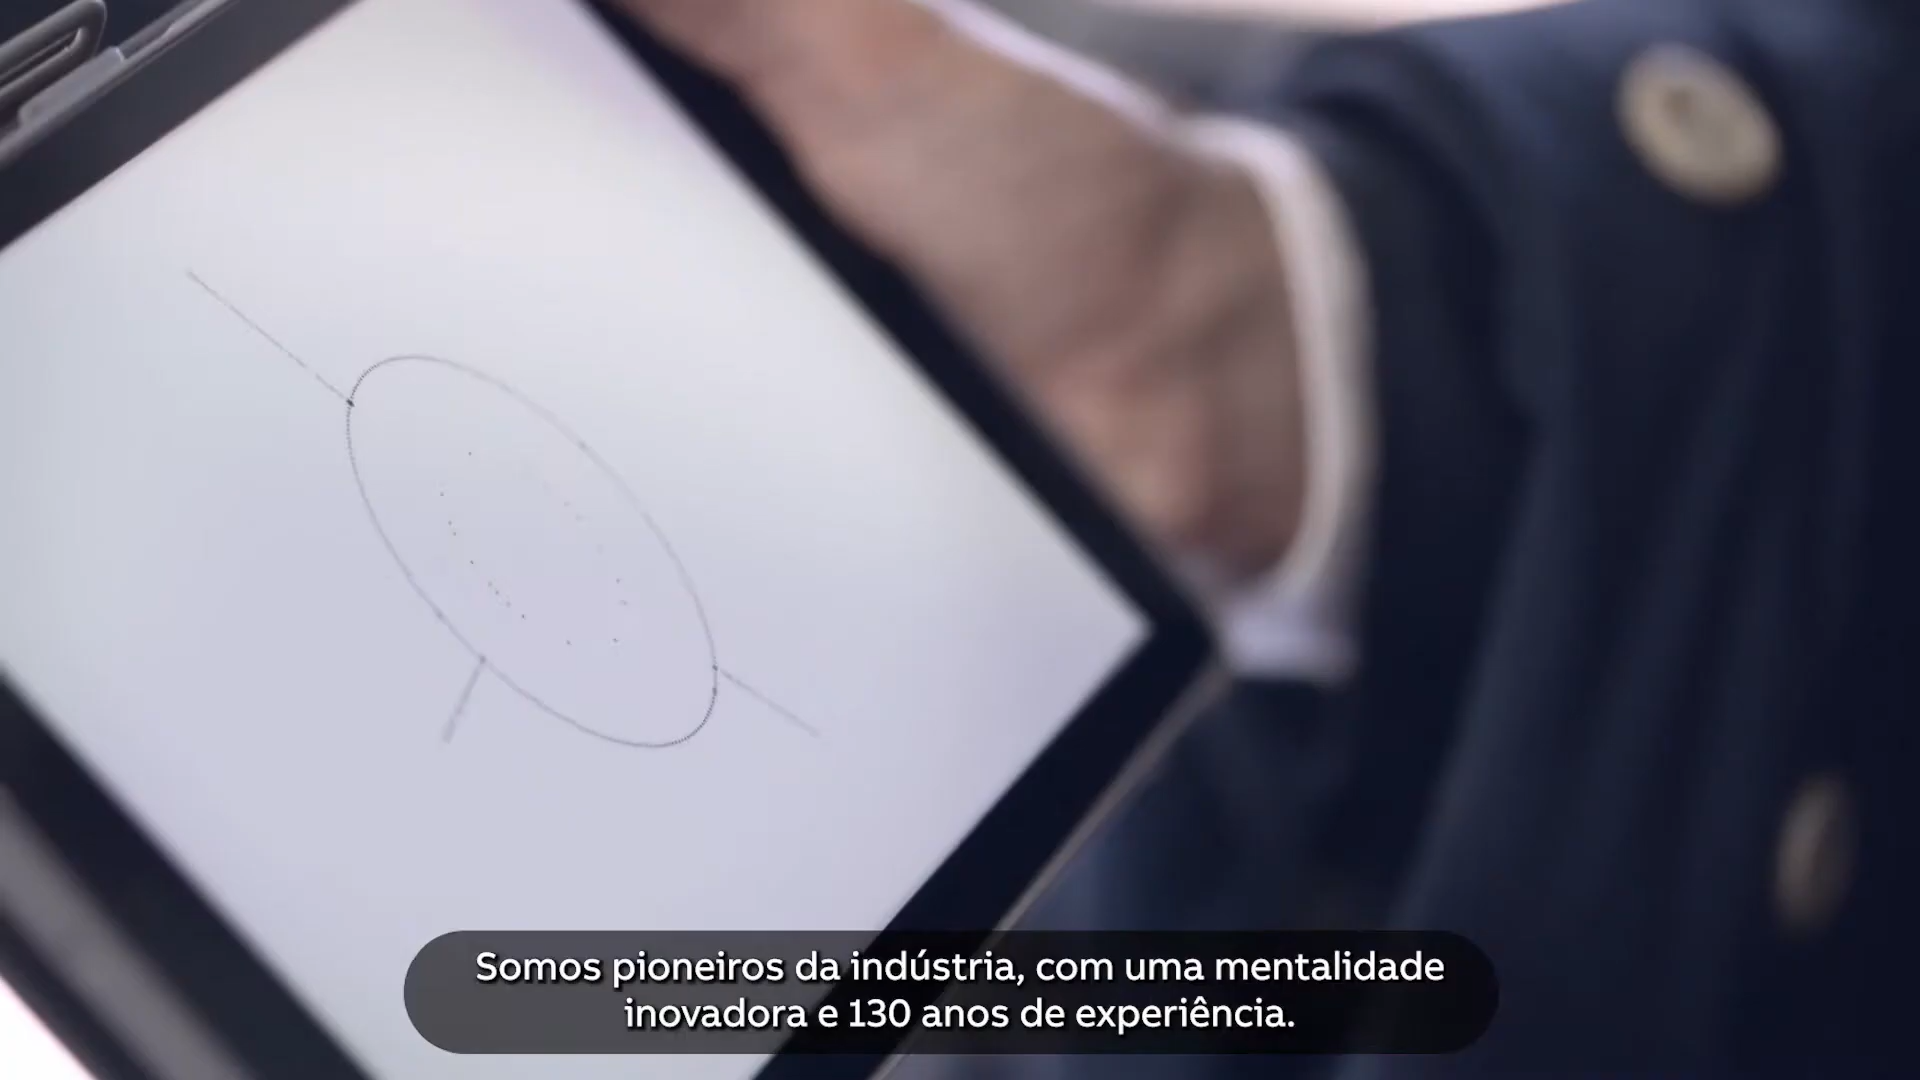 Somos pioneiros da indústria, com uma mentalidade
inovadora e 130 anos de experiência.